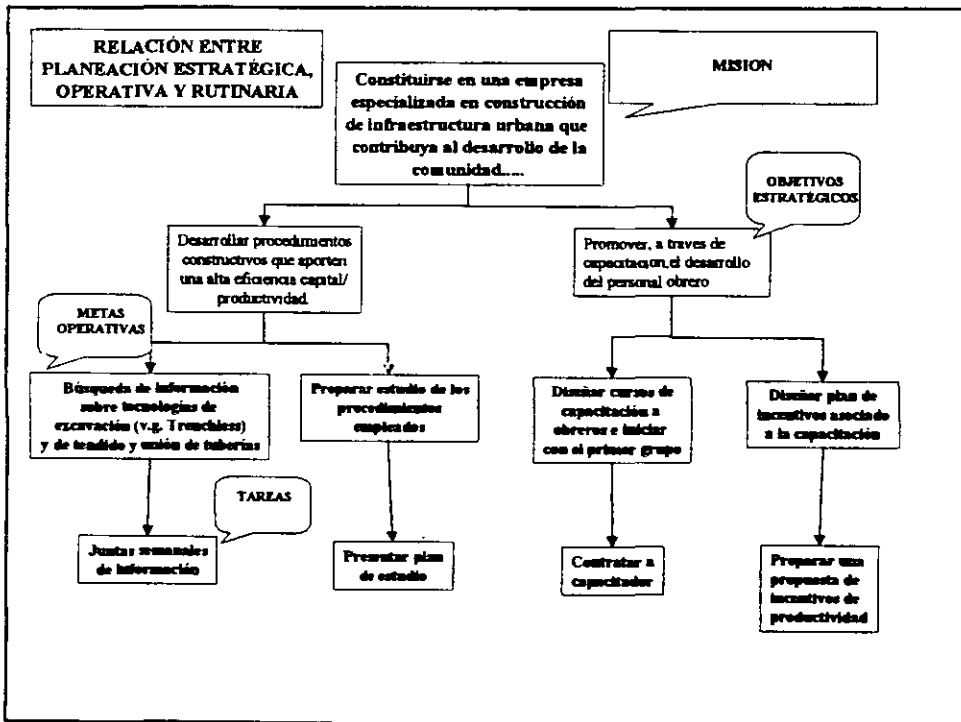 RELACIÓN ENTRE
PLANEACIÓN ESTRATÉGICA,
OPERATIVA Y RUTINARIA
Constituirse en una empresa
especializada en construcción
de infraestructura urbana que
contribuya al desarrollo de la
comunidad.....
MISION
OBJETIVOS
ESTRATÉGICOS
Desarrollar procedimientos
constructivos que aporten
una alta eficiencia capital/
productividad.
Promover, a traves de
capacitacion,el desarrollo
del personal obrero
METAS
OPERATIVAS
Búsqueda de información
sobre tecnologías de
excavación (v.g. Trenchless)
y de tendido y unión de tuberías
Preparar estudio de los
procedimientos
empleados
Diseñar cursos de
capacitación a
obreros e iniciar
con el primer grupo
Diseñar plan de
incentivos asociado
a la capacitación
TAREAS
Juntas semanales
de información
Presentar plan
de estudio
Contratar a
capacitador
Preparar una
propuesta de
incentivos de
productividad